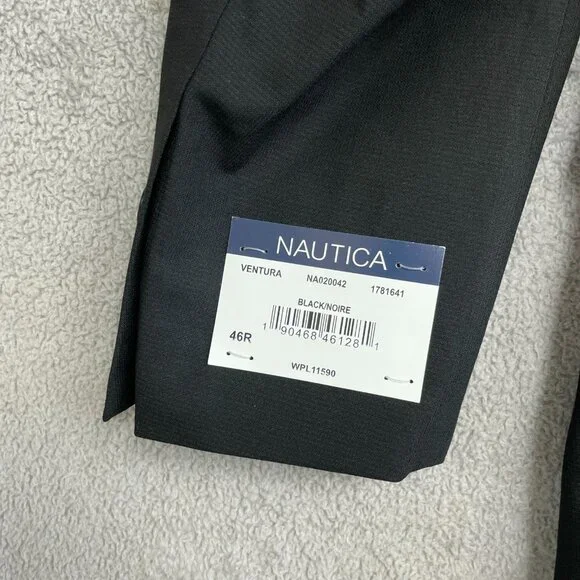 NAUTICA
VENTURA NA020042 1781641
BLACK/NOIRE
1 90468 46128 1
46R
WPL11590